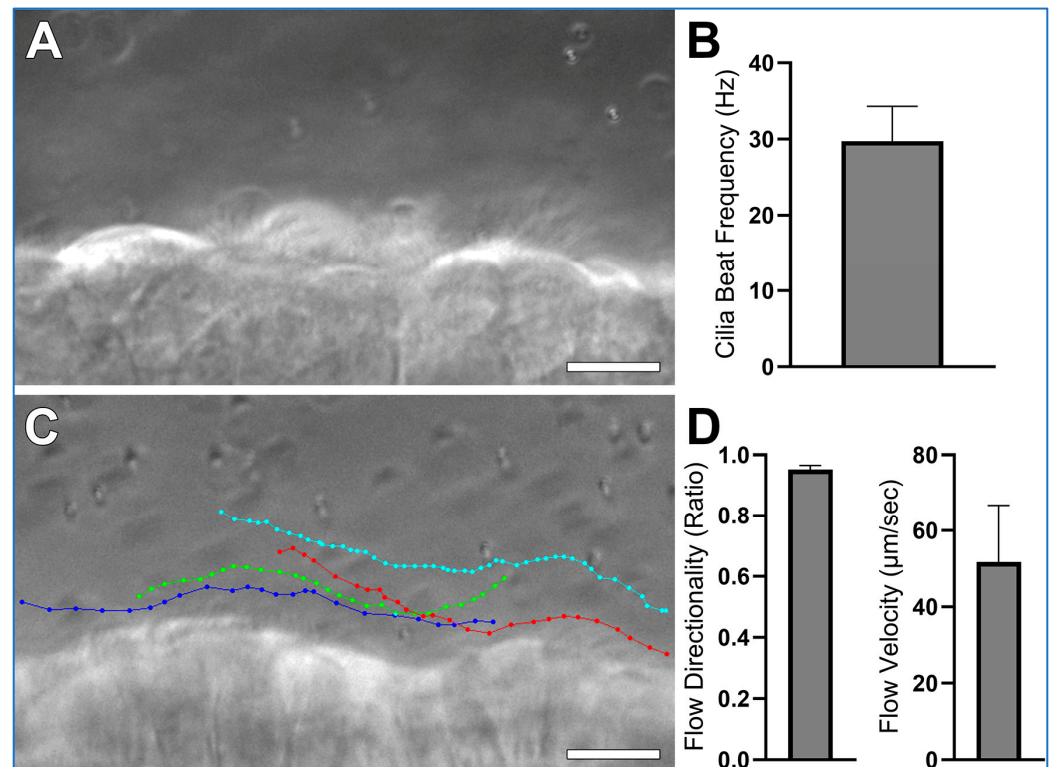 A
B
Cilia Beat Frequency (Hz)
40
30
20
10
0
C
D
Flow Directionality (Ratio)
1.0
0.8
0.6
0.4
0.2
0.0
Flow Velocity (µm/sec)
80
60
40
20
0